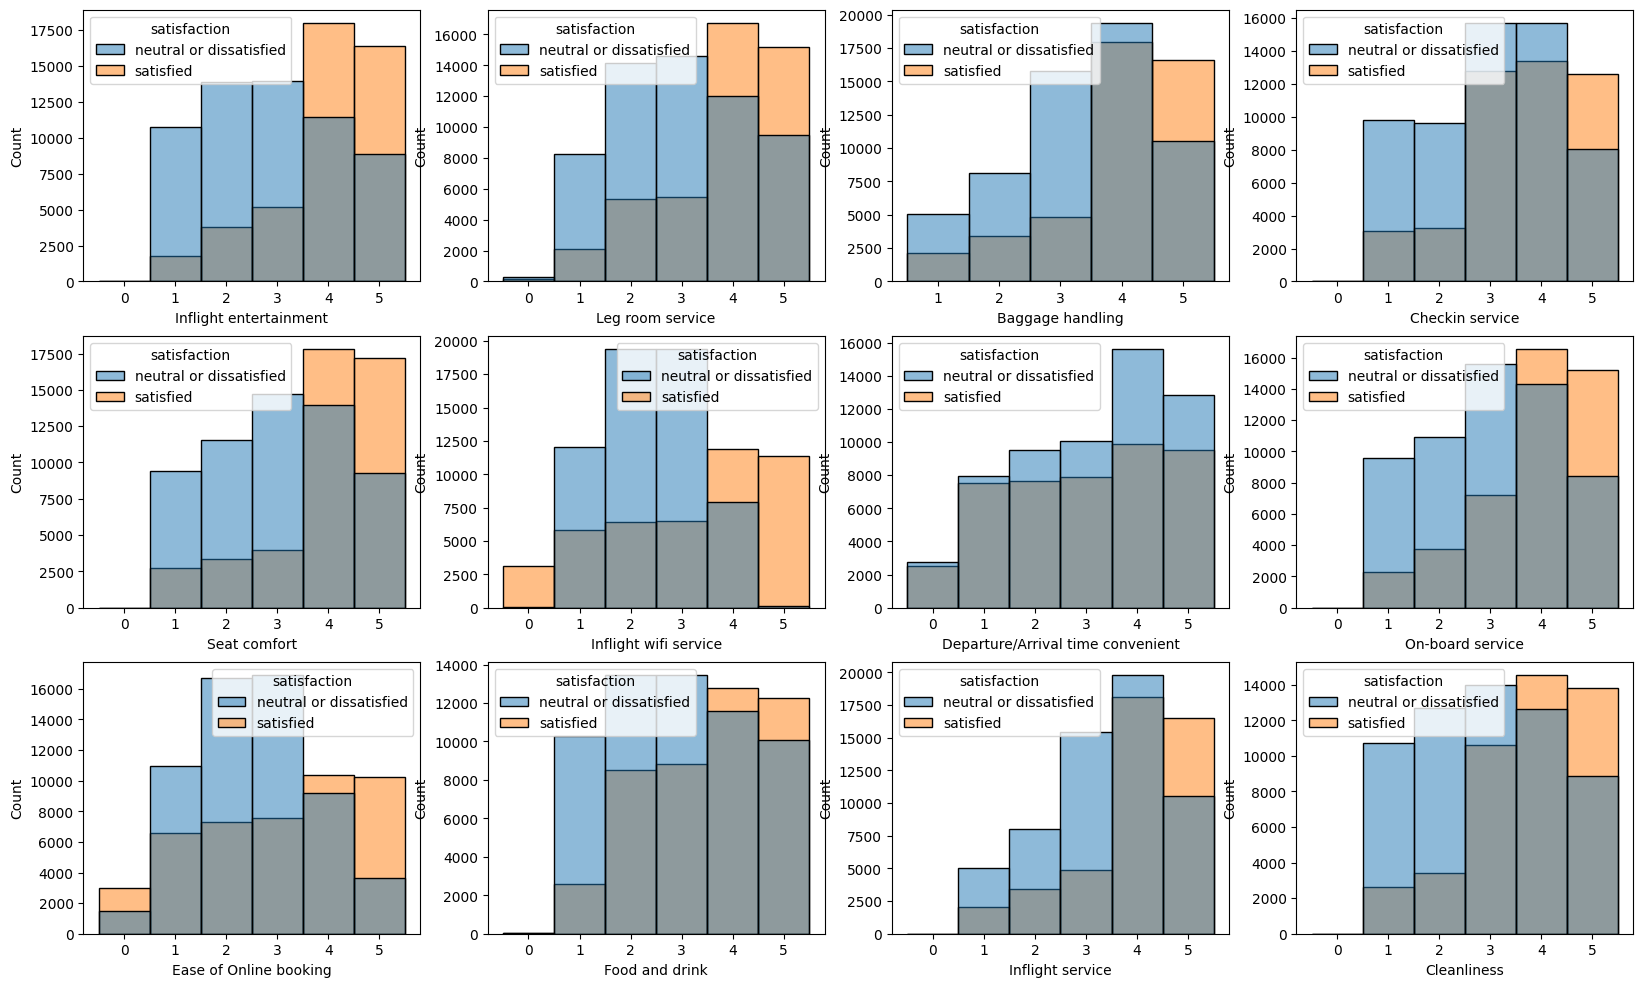 satisfaction
neutral or dissatisfied
satisfied
17500
15000
12500
10000
7500
5000
2500
0
Count
0 1 2 3 4 5
Inflight entertainment
satisfaction
neutral or dissatisfied
satisfied
16000
14000
12000
10000
8000
6000
4000
2000
0
Count
0 1 2 3 4 5
Leg room service
satisfaction
neutral or dissatisfied
satisfied
20000
17500
15000
12500
10000
7500
5000
2500
0
Count
1 2 3 4 5
Baggage handling
satisfaction
neutral or dissatisfied
satisfied
16000
14000
12000
10000
8000
6000
4000
2000
0
Count
0 1 2 3 4 5
Checkin service
satisfaction
neutral or dissatisfied
satisfied
17500
15000
12500
10000
7500
5000
2500
0
Count
0 1 2 3 4 5
Seat comfort
satisfaction
neutral or dissatisfied
satisfied
20000
17500
15000
12500
10000
7500
5000
2500
0
Count
0 1 2 3 4 5
Inflight wifi service
satisfaction
neutral or dissatisfied
satisfied
16000
14000
12000
10000
8000
6000
4000
2000
0
Count
0 1 2 3 4 5
Departure/Arrival time convenient
satisfaction
neutral or dissatisfied
satisfied
16000
14000
12000
10000
8000
6000
4000
2000
0
Count
0 1 2 3 4 5
On-board service
satisfaction
neutral or dissatisfied
satisfied
16000
14000
12000
10000
8000
6000
4000
2000
0
Count
0 1 2 3 4 5
Ease of Online booking
satisfaction
neutral or dissatisfied
satisfied
14000
12000
10000
8000
6000
4000
2000
0
Count
0 1 2 3 4 5
Food and drink
satisfaction
neutral or dissatisfied
satisfied
20000
17500
15000
12500
10000
7500
5000
2500
0
Count
0 1 2 3 4 5
Inflight service
satisfaction
neutral or dissatisfied
satisfied
14000
12000
10000
8000
6000
4000
2000
0
Count
0 1 2 3 4 5
Cleanliness